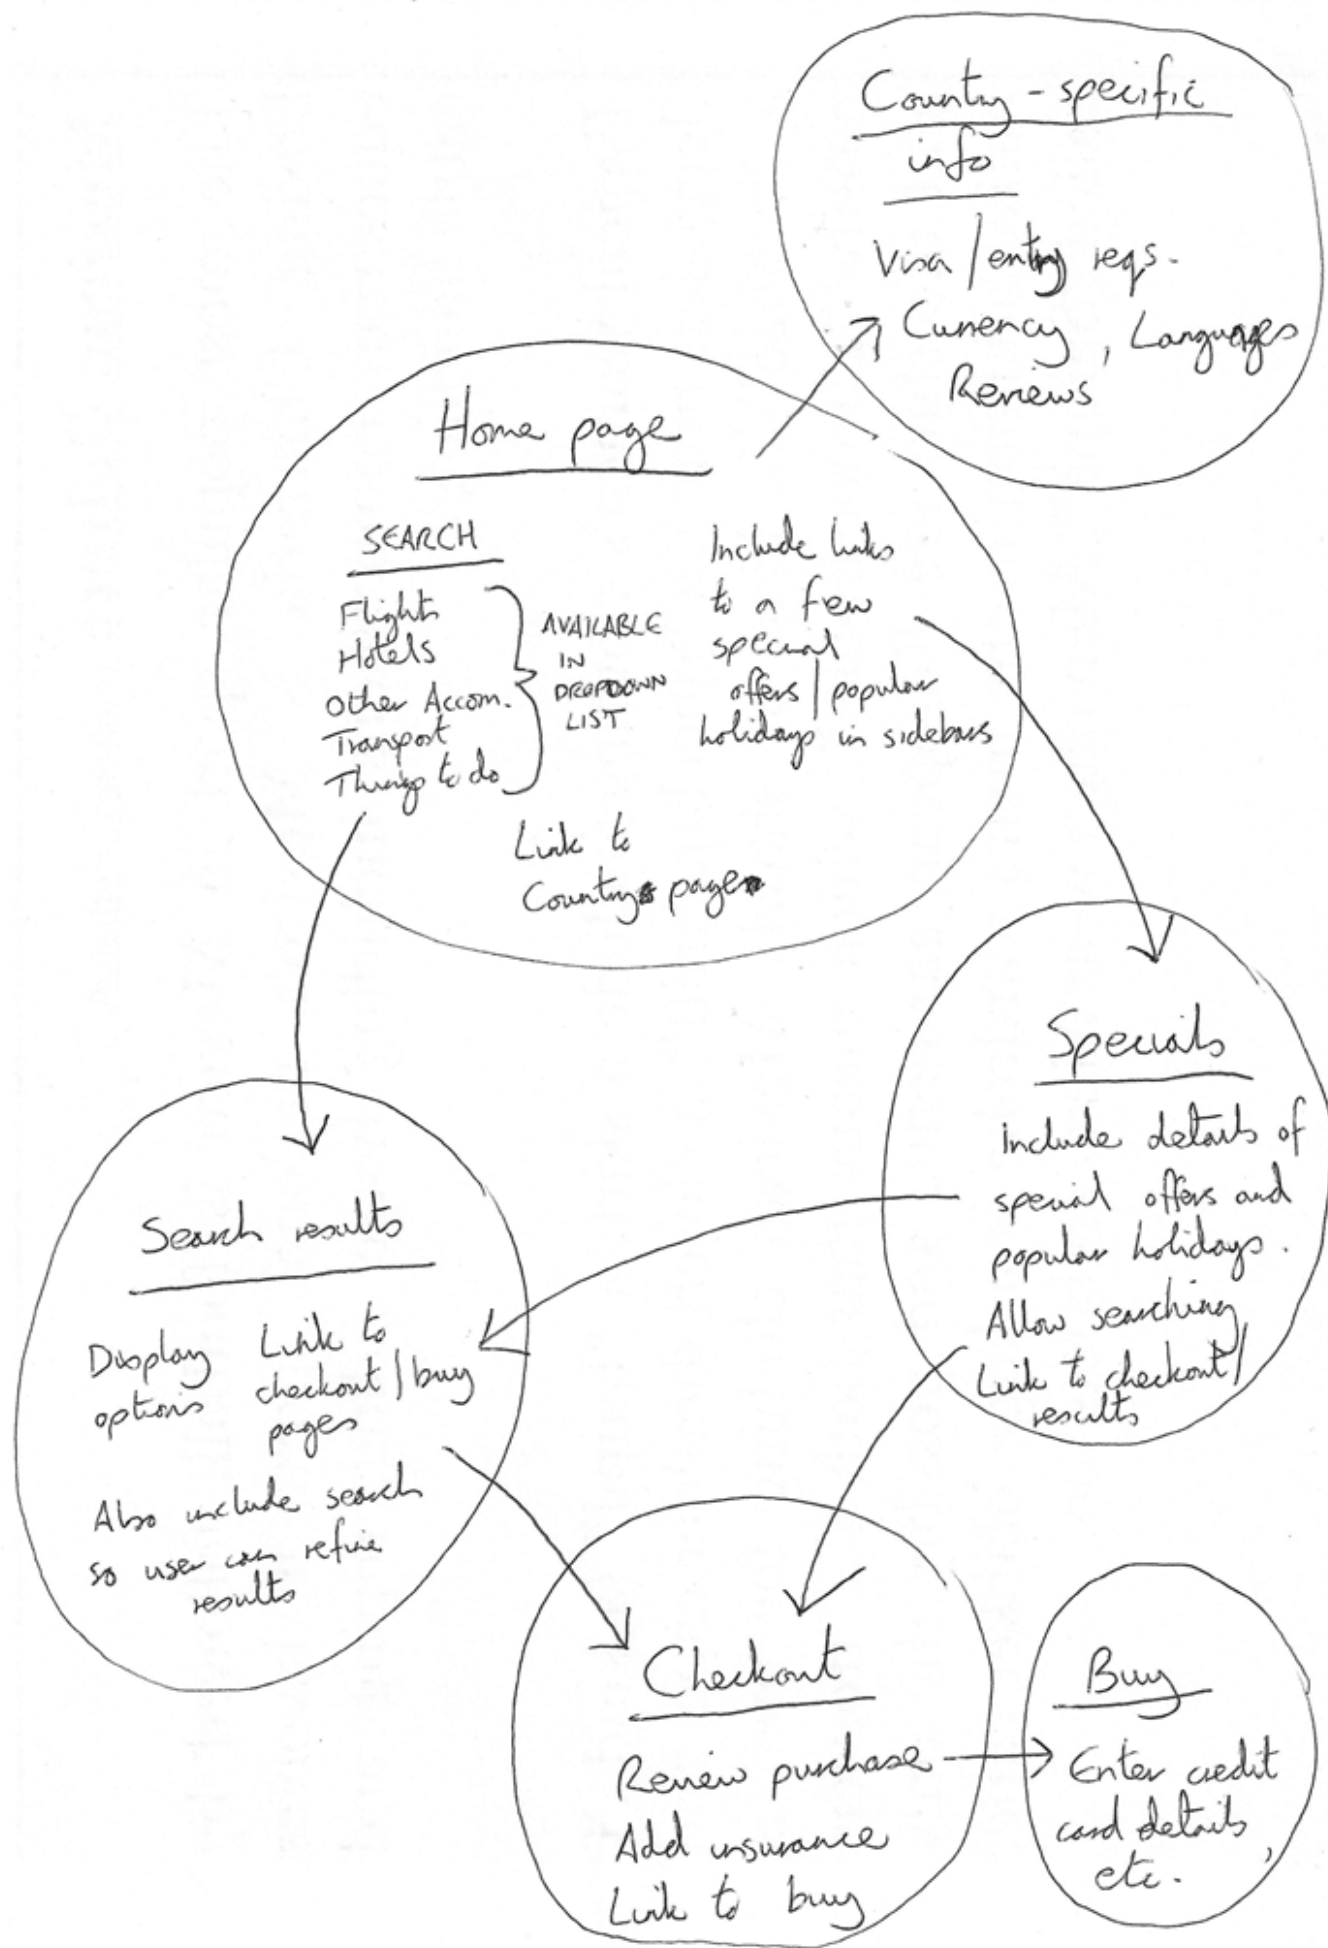 Country-specific
info
Visa/entry reqs.
Currency, Languages
Reviews
Home page
SEARCH
Flights
Hotels
Other Accom.
Transport
Things to do
AVAILABLE
IN
DROPDOWN
LIST
Include links
to a few
special
offers/popular
holidays in sidebars
Link to
Country page
Specials
Include details of
special offers and
popular holidays.
Allow searching
Link to checkout/
results
Search results
Display
options
Link to
checkout/buy
pages
Also include search
so user can refine
results
Checkout
Review purchase
Add insurance
Link to buy
Buy
Enter credit
card details,
etc.